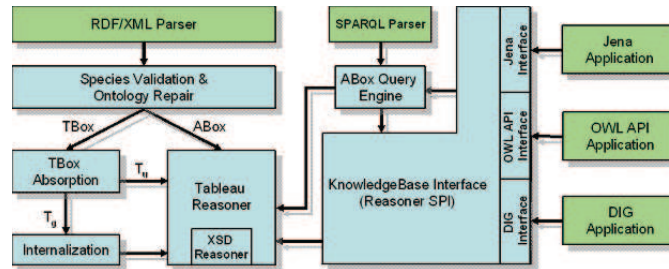 RDF/XML Parser
SPARQL Parser
Jena
Interface
Jena
Application
Species Validation &
Ontology Repair
ABox Query
Engine
TBox
ABox
OWL API
Interface
OWL API
Application
TBox
Absorption
Tu
Tableau
Reasoner
KnowledgeBase Interface
(Reasoner SPI)
Tg
DIG
Interface
DIG
Application
Internalization
XSD
Reasoner